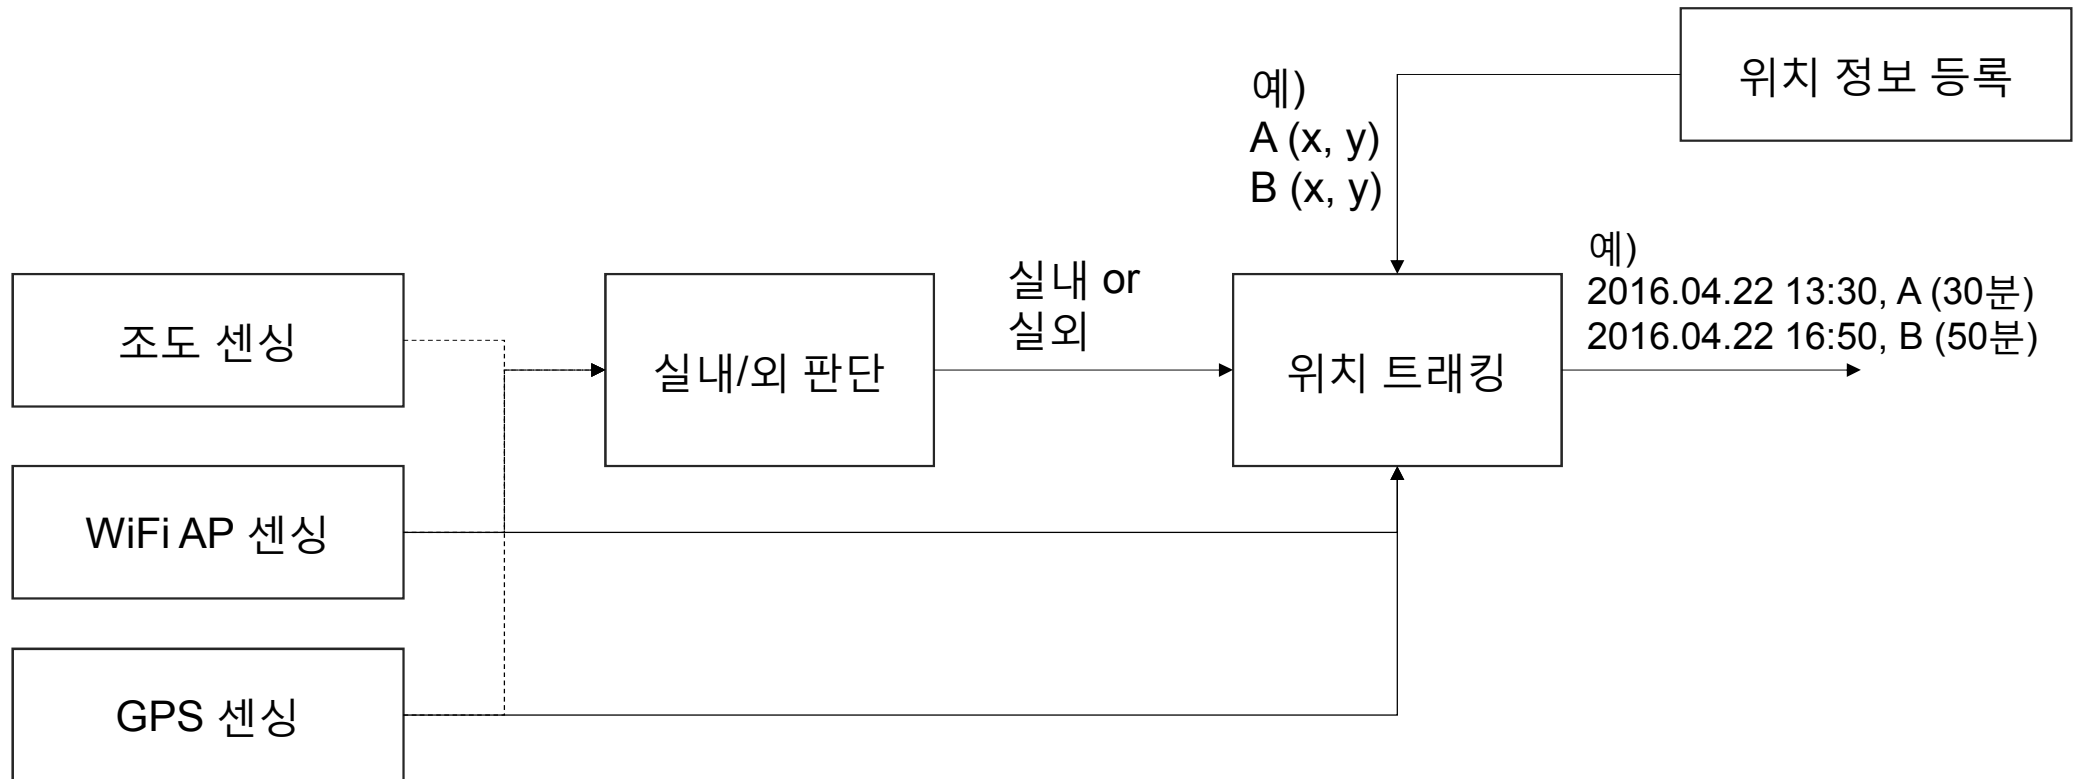 위치 정보 등록
예)
A (x, y)
B (x, y)
예)
2016.04.22 13:30, A (30분)
2016.04.22 16:50, B (50분)
조도 센싱
실내/외 판단
실내 or
실외
위치 트래킹
WiFi AP 센싱
GPS 센싱